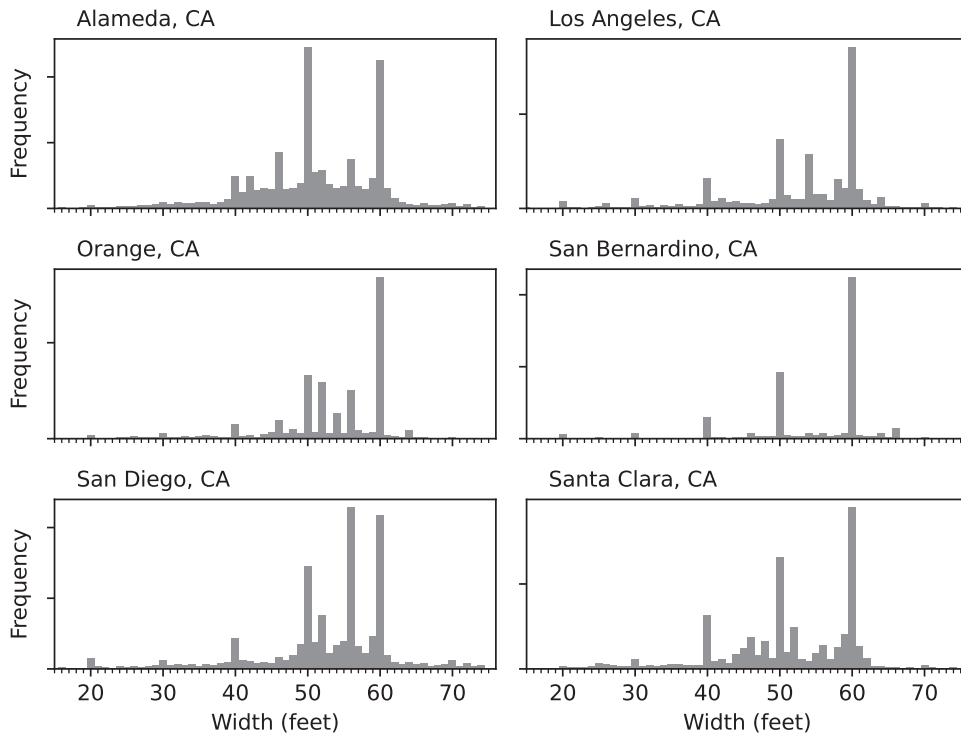 Alameda, CA
Los Angeles, CA
Frequency
Orange, CA
San Bernardino, CA
Frequency
San Diego, CA
Santa Clara, CA
Frequency
20 30 40 50 60 70
20 30 40 50 60 70
Width (feet)
Width (feet)